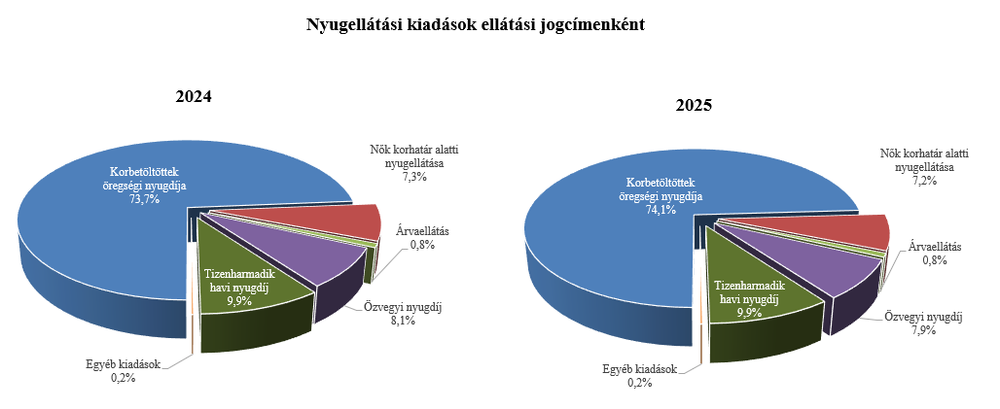 Nyugellátási kiadások ellátási jogcímenként
2024
Korbetöltöttek
öregségi nyugdíja
73,7%
Nők korhatár alatti
nyugellátása
7,3%
Árvaellátás
0,8%
Özvegyi nyugdíj
8,1%
Tizenharmadik
havi nyugdíj
9,9%
Egyéb kiadások
0,2%
2025
Korbetöltöttek
öregségi nyugdíja
74,1%
Nők korhatár alatti
nyugellátása
7,2%
Árvaellátás
0,8%
Özvegyi nyugdíj
7,9%
Tizenharmadik
havi nyugdíj
9,9%
Egyéb kiadások
0,2%